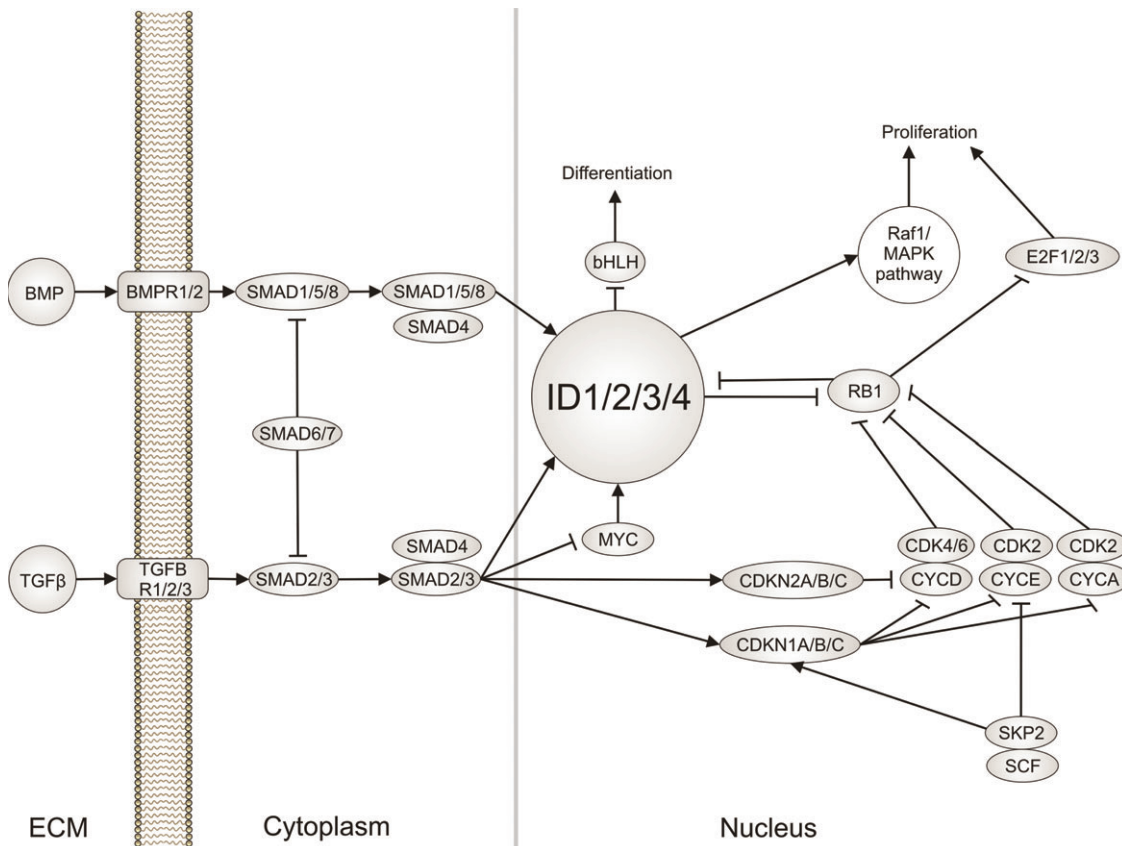 Proliferation
Differentiation
Raf1/
MAPK
pathway
E2F1/2/3
bHLH
BMP
BMPR1/2
SMAD1/5/8
SMAD1/5/8
SMAD4
ID1/2/3/4
RB1
SMAD6/7
MYC
SMAD4
CDK4/6
CDK2
CDK2
TGFβ
TGFB
R1/2/3
SMAD2/3
SMAD2/3
CDKN2A/B/C
CYCD
CYCE
CYCA
CDKN1A/B/C
SKP2
SCF
ECM
Cytoplasm
Nucleus